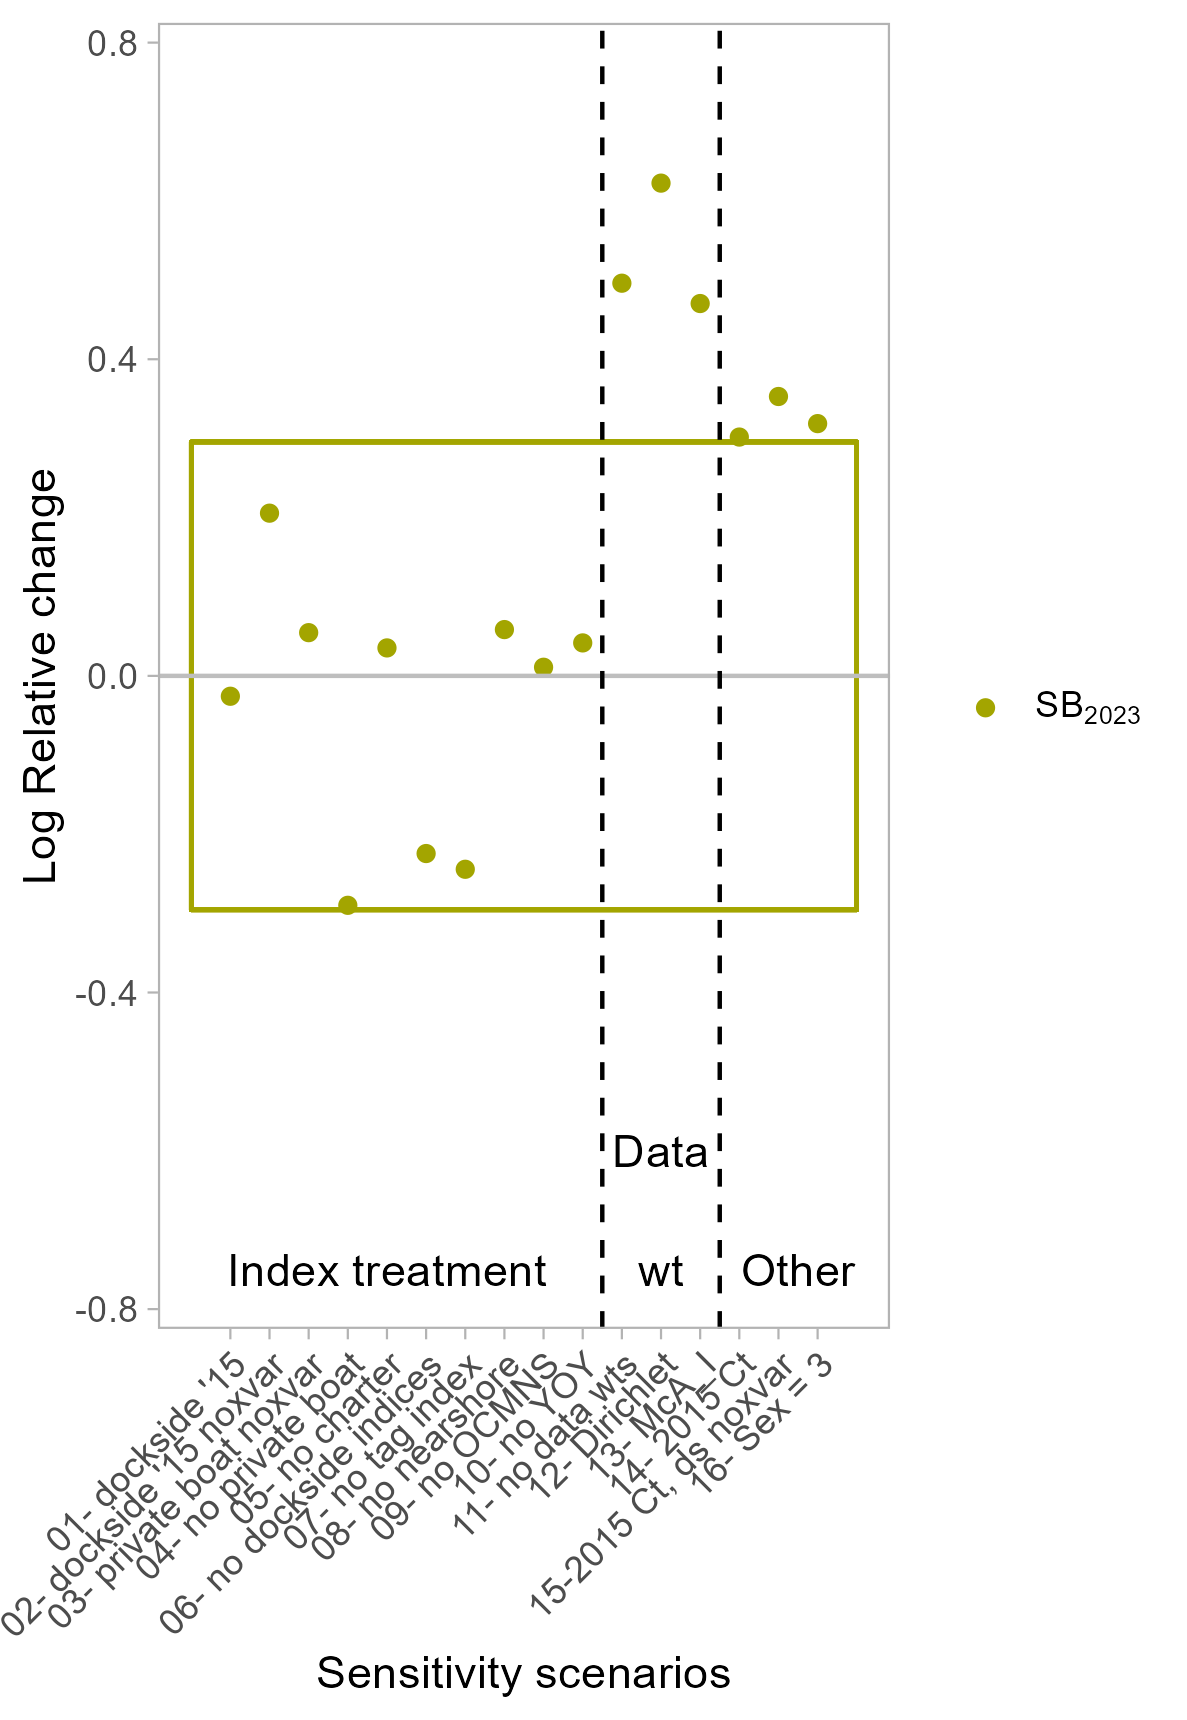 0.8
0.4
0.0
-0.4
-0.8
Log Relative change
Data
Index treatment
wt
Other
01- dockside '15
02- dockside '15 noxvar
03- private boat noxvar
04- no private boat
05- no charter
06- no dockside indices
07- no tag index
08- no nearshore
09- no OCMNS
10- no YOY
11- no data wts
12- Dirichlet
13- McA_I
14- 2015 Ct
15-2015 Ct, ds noxvar
16- Sex = 3
Sensitivity scenarios
SB2023